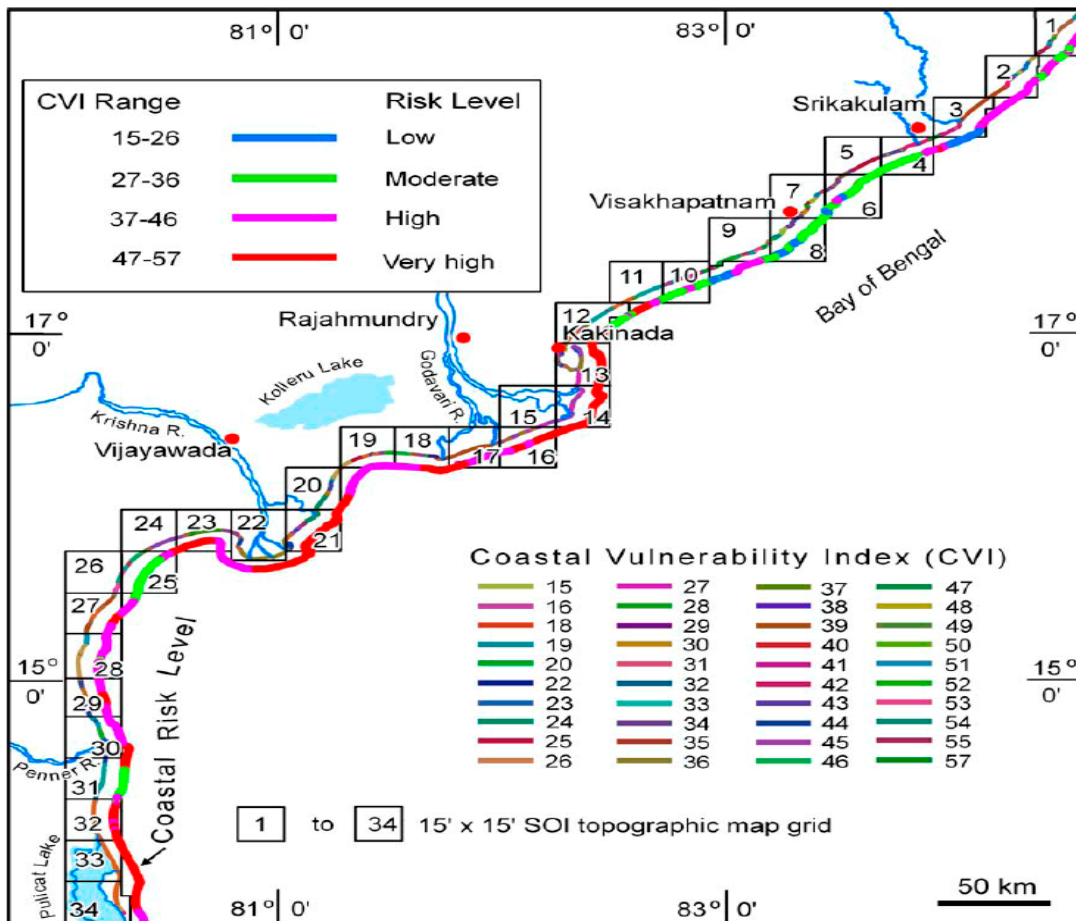 81° 0'
83° 0'
1
2
3
4
5
6
7
8
9
10
11
12
13
14
15
16
17
18
19
20
21
22
23
24
25
26
27
28
29
30
31
32
33
34
CVI Range Risk Level
15-26 Low
27-36 Moderate
37-46 High
47-57 Very high
Srikakulam
Visakhapatnam
Bay of Bengal
17° 0'
17° 0'
Rajahmundry
Kakinada
Kolleru Lake
Godavari R.
Krishna R.
Vijayawada
Coastal Vulnerability Index (CVI)
15 27 37 47
16 28 38 48
18 29 39 49
19 30 40 50
20 31 41 51
22 32 42 52
23 33 43 53
24 34 44 54
25 35 45 55
26 36 46 57
15° 0'
15° 0'
Coastal Risk Level
Penner R.
Pulicat Lake
1 to 34 15' x 15' SOI topographic map grid
81° 0'
83° 0'
50 km